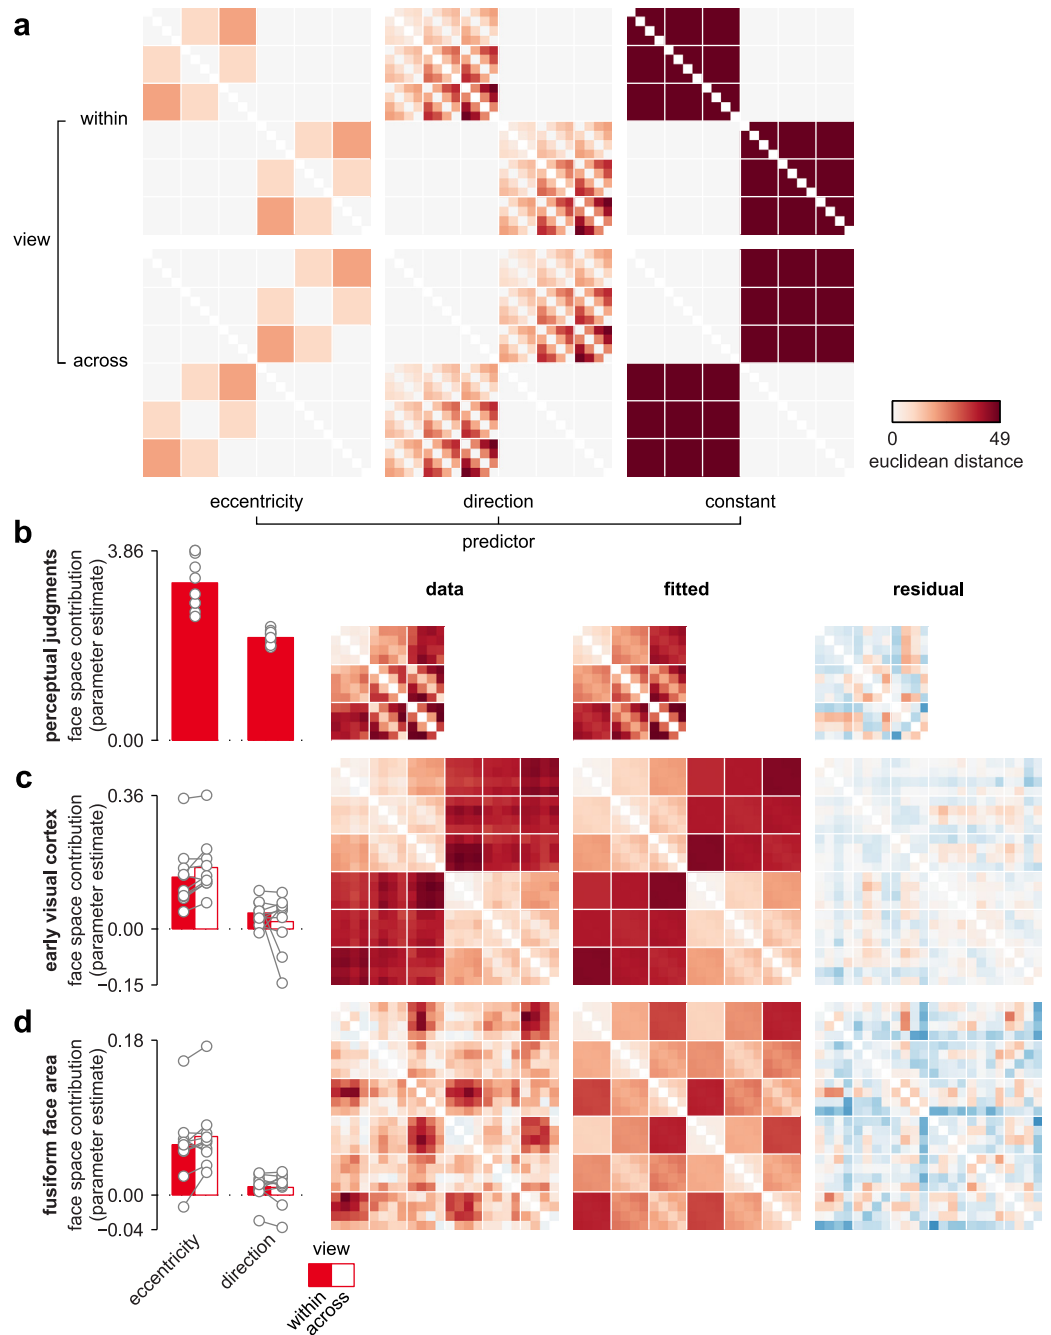 a
within
view
across
0 49
euclidean distance
eccentricity direction constant
predictor
b
perceptual judgments
face space contribution
(parameter estimate)
3.86
0.00
data fitted residual
c
early visual cortex
face space contribution
(parameter estimate)
0.36
0.00
−0.15
d
fusiform face area
face space contribution
(parameter estimate)
0.18
0.00
−0.04
eccentricity
direction
view
within
across